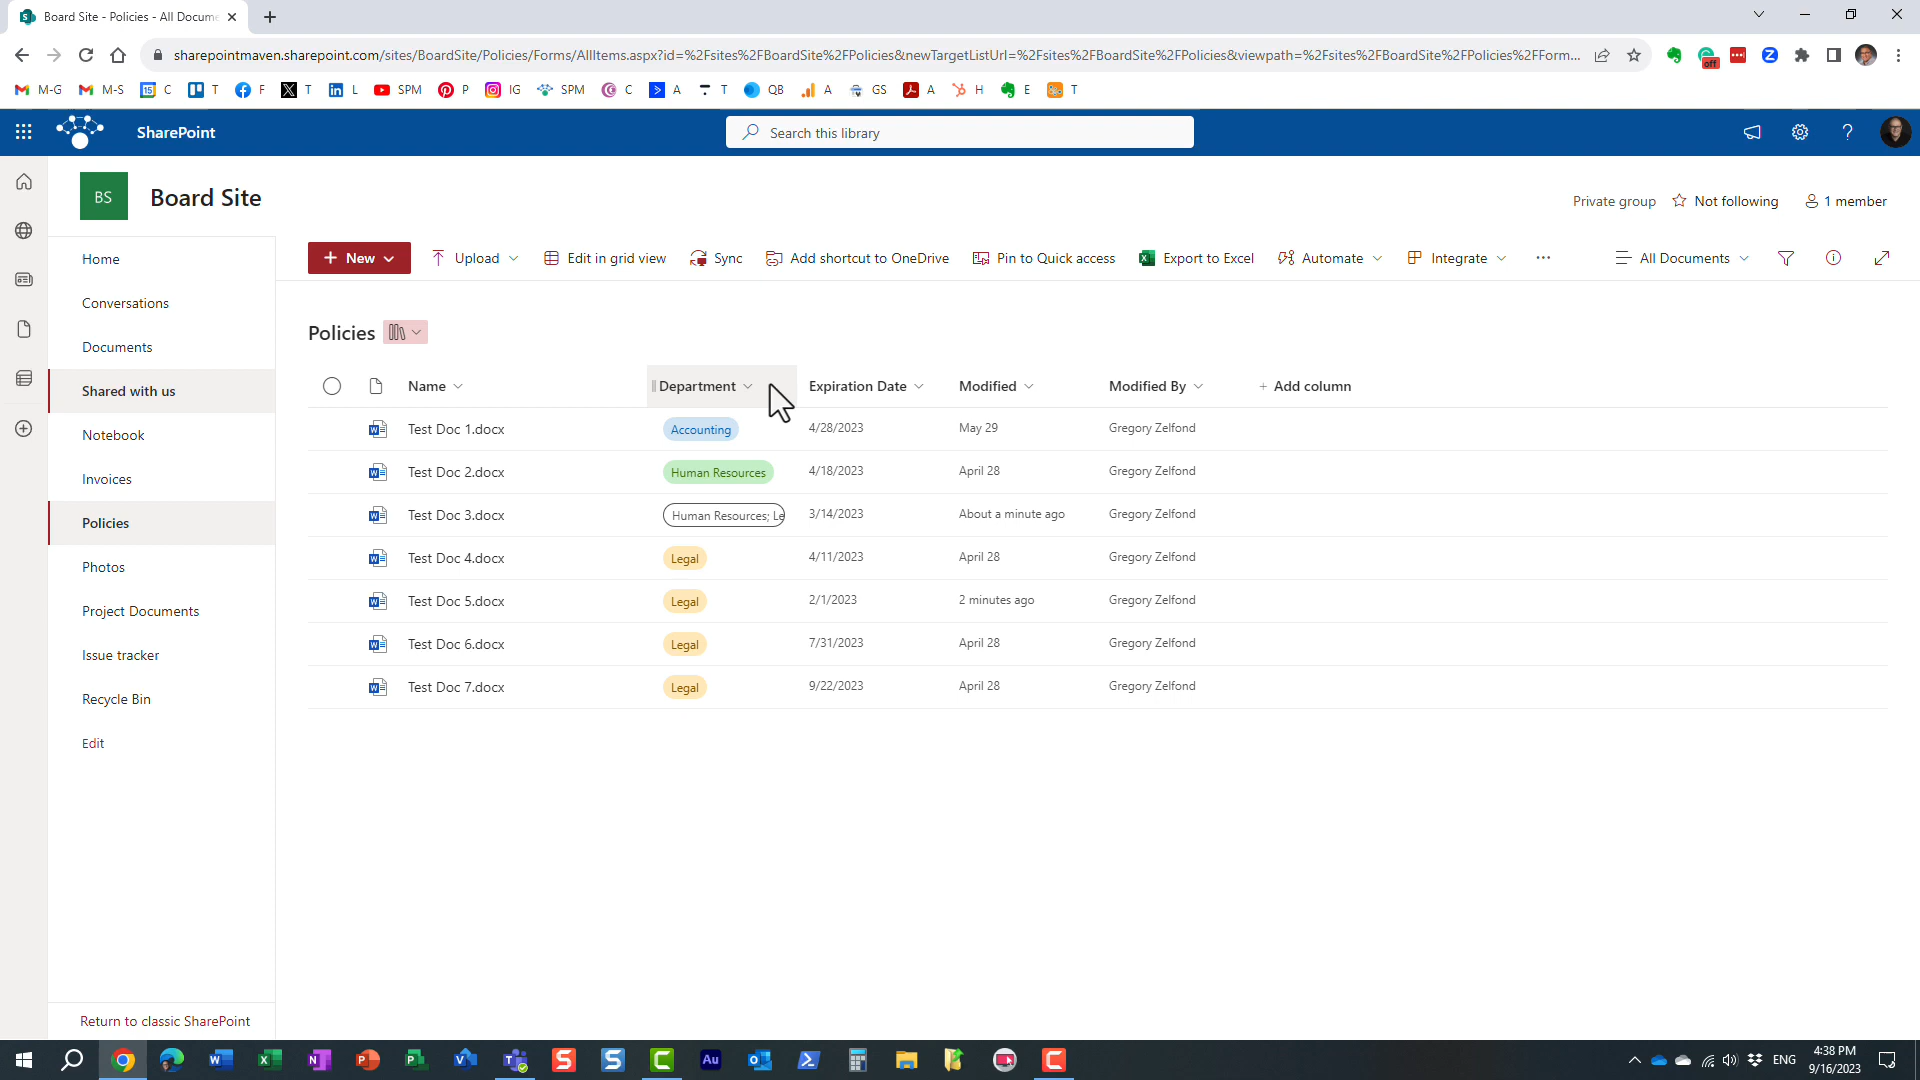 Board Site - Policies - All Docume
sharepointmaven.sharepoint.com/sites/BoardSite/Policies/Forms/AllItems.aspx?id=%2Fsites%2FBoardSite%2FPolicies&newTargetListUrl=%2Fsites%2FBoardSite%2FPolicies&viewpath=%2Fsites%2FBoardSite%2FPolicies%2FForm...
off
M-G M-S C T F T L SPM P IG SPM C A T QB A GS A H E T
SharePoint
Search this library
BS
Board Site
Private group Not following 1 member
Home
Conversations
Documents
Shared with us
Notebook
Invoices
Policies
Photos
Project Documents
Issue tracker
Recycle Bin
Edit
Return to classic SharePoint
New Upload Edit in grid view Sync Add shortcut to OneDrive Pin to Quick access Export to Excel Automate Integrate ... All Documents
Policies
Name Department Expiration Date Modified Modified By + Add column
Test Doc 1.docx Accounting 4/28/2023 May 29 Gregory Zelfond
Test Doc 2.docx Human Resources 4/18/2023 April 28 Gregory Zelfond
Test Doc 3.docx Human Resources; Le 3/14/2023 About a minute ago Gregory Zelfond
Test Doc 4.docx Legal 4/11/2023 April 28 Gregory Zelfond
Test Doc 5.docx Legal 2/1/2023 2 minutes ago Gregory Zelfond
Test Doc 6.docx Legal 7/31/2023 April 28 Gregory Zelfond
Test Doc 7.docx Legal 9/22/2023 April 28 Gregory Zelfond
ENG
4:38 PM
9/16/2023